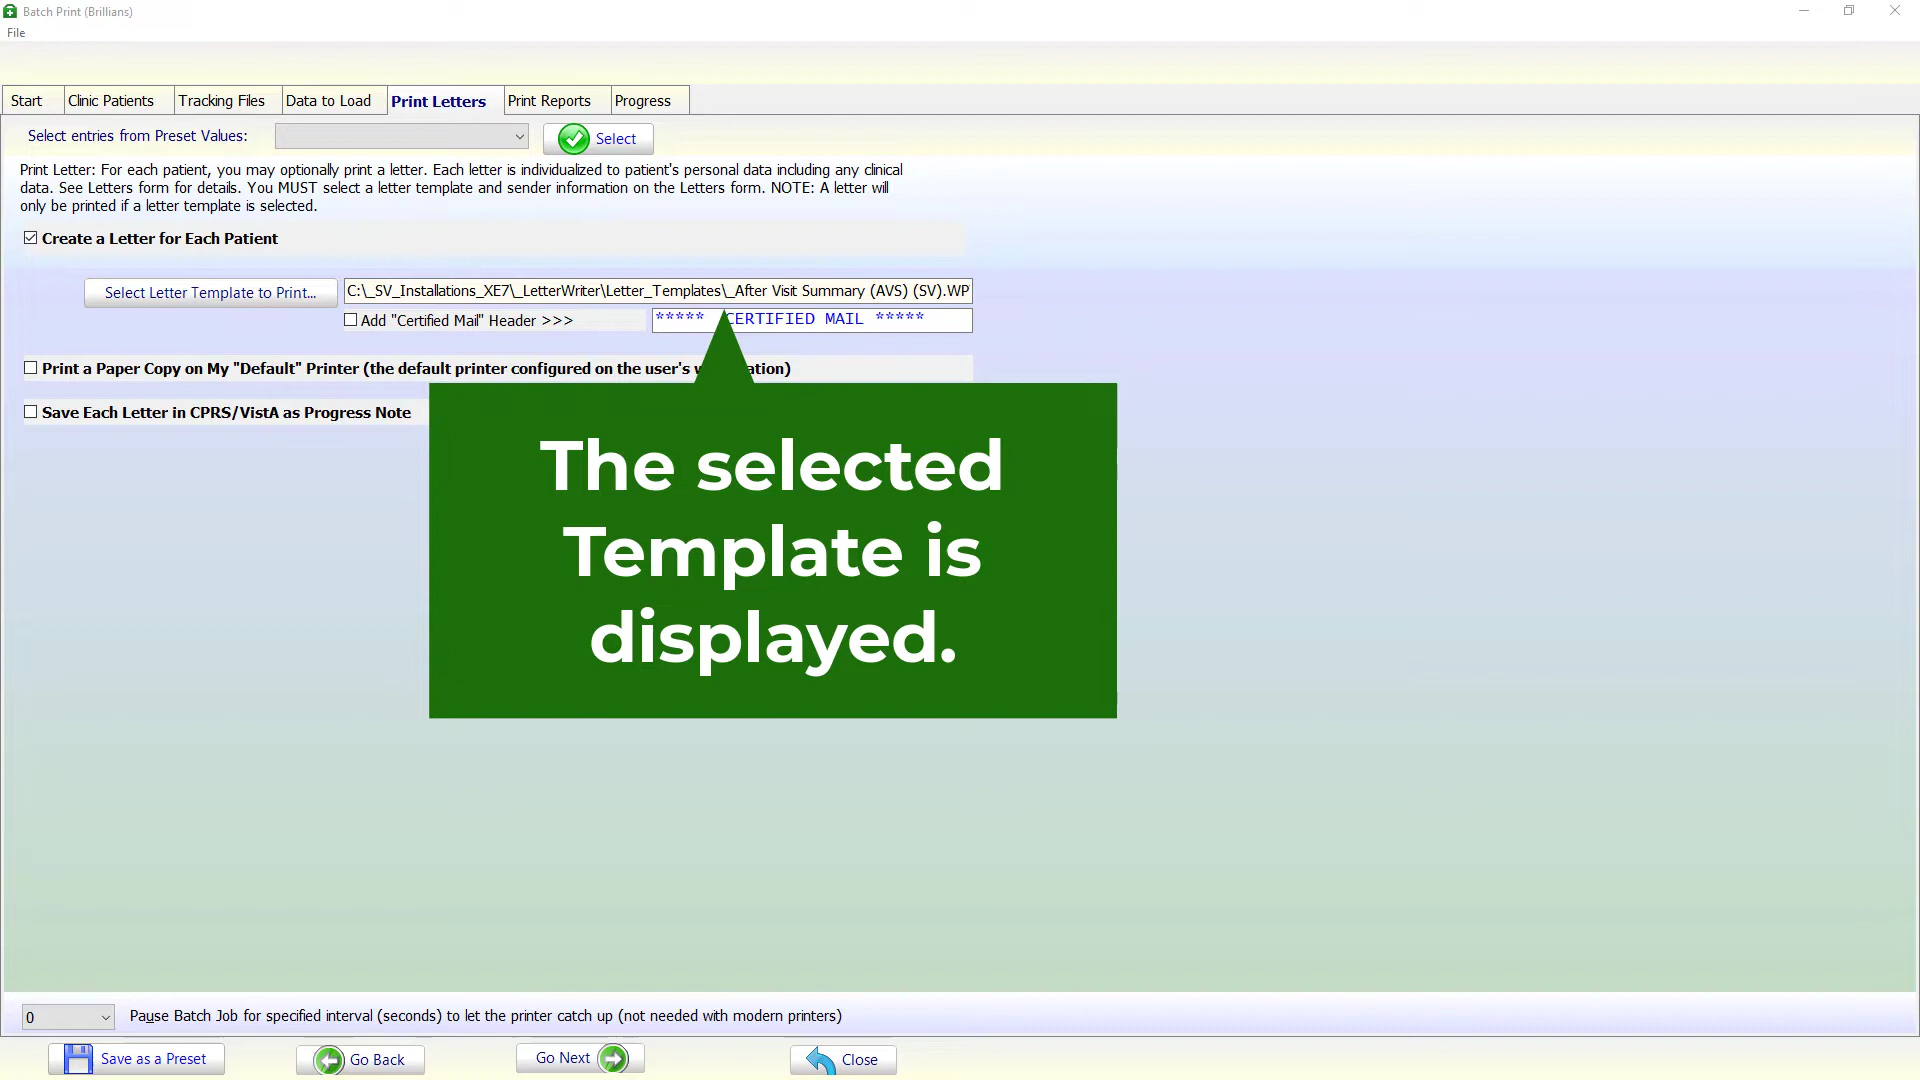 Batch Print (Brillians)
File
Start Clinic Patients Tracking Files Data to Load Print Letters Print Reports Progress
Select entries from Preset Values: Select
Print Letter: For each patient, you may optionally print a letter. Each letter is individualized to patient's personal data including any clinical
data. See Letters form for details. You MUST select a letter template and sender information on the Letters form. NOTE: A letter will
only be printed if a letter template is selected.
Create a Letter for Each Patient
Select Letter Template to Print... C:\_SV_Installations_XE7\_LetterWriter\Letter_Templates\_After Visit Summary (AVS) (SV).WP
Add "Certified Mail" Header >>> ***** CERTIFIED MAIL *****
Print a Paper Copy on My "Default" Printer (the default printer configured on the user's
Save Each Letter in CPRS/VistA as Progress Note
The selected
Template is
displayed.
0 Pause Batch Job for specified interval (seconds) to let the printer catch up (not needed with modern printers)
Save as a Preset Go Back Go Next Close